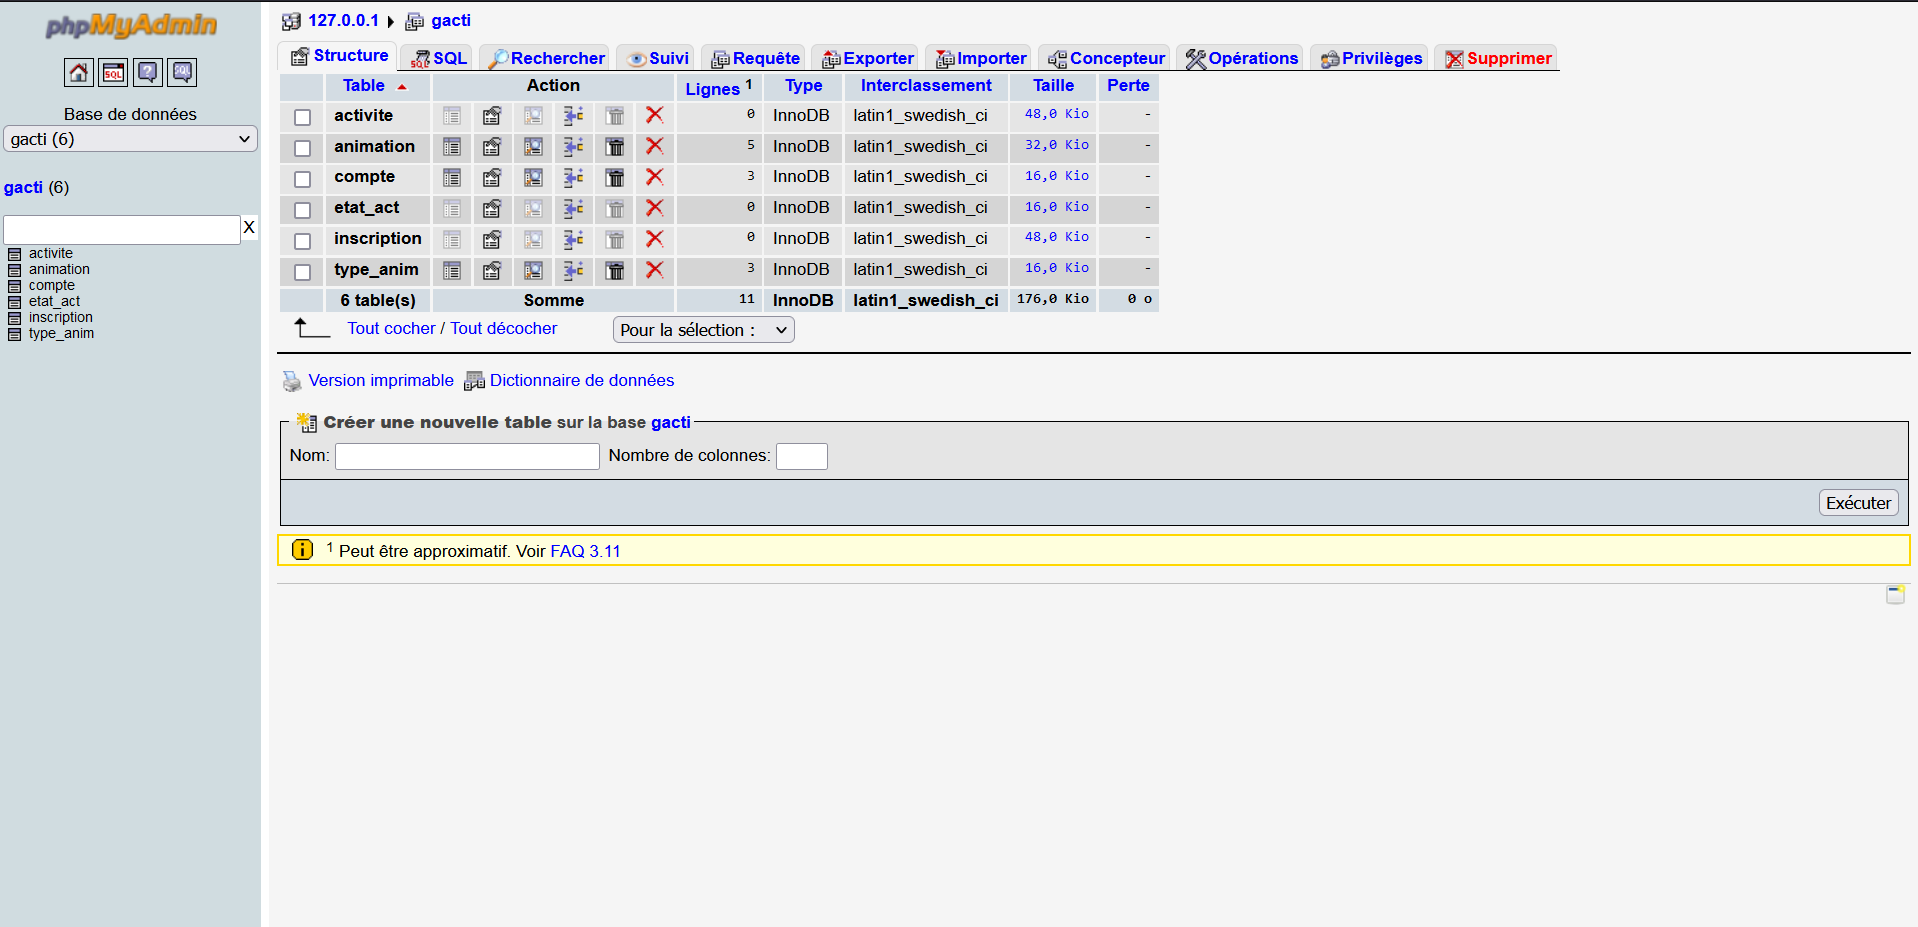 phpMyAdmin
SQL
?
SQL
Base de données
gacti (6)
gacti (6)
X
activite
animation
compte
etat_act
inscription
type_anim
127.0.0.1 gacti
Structure SQL Rechercher Suivi Requête Exporter Importer Concepteur Opérations Privilèges Supprimer
Table Action Lignes 1 Type Interclassement Taille Perte
activite 0 InnoDB latin1_swedish_ci 48,0 Kio -
animation 5 InnoDB latin1_swedish_ci 32,0 Kio -
compte 3 InnoDB latin1_swedish_ci 16,0 Kio -
etat_act 0 InnoDB latin1_swedish_ci 16,0 Kio -
inscription 0 InnoDB latin1_swedish_ci 48,0 Kio -
type_anim 3 InnoDB latin1_swedish_ci 16,0 Kio -
6 table(s) Somme 11 InnoDB latin1_swedish_ci 176,0 Kio 0 o
Tout cocher / Tout décocher Pour la sélection :
Version imprimable Dictionnaire de données
Créer une nouvelle table sur la base gacti
Nom: Nombre de colonnes:
Exécuter
1 Peut être approximatif. Voir FAQ 3.11